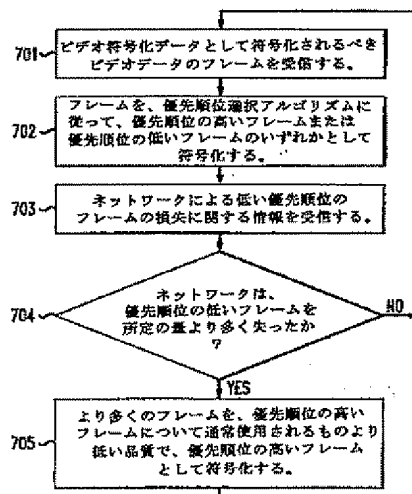 701
ビデオ符号化データとして符号化されるべき
ビデオデータのフレームを受信する。
702
フレームを、優先順位選択アルゴリズムに
従って、優先順位の高いフレームまたは
優先順位の低いフレームのいずれかとして
符号化する。
703
ネットワークによる低い優先順位の
フレームの損失に関する情報を受信する。
704
ネットワークは、
優先順位の低いフレームを
所定の量より多く失ったか
?
NO
YES
705
より多くのフレームを、優先順位の高い
フレームについて通常使用されるものより
低い品質で、優先順位の高いフレーム
として符号化する。